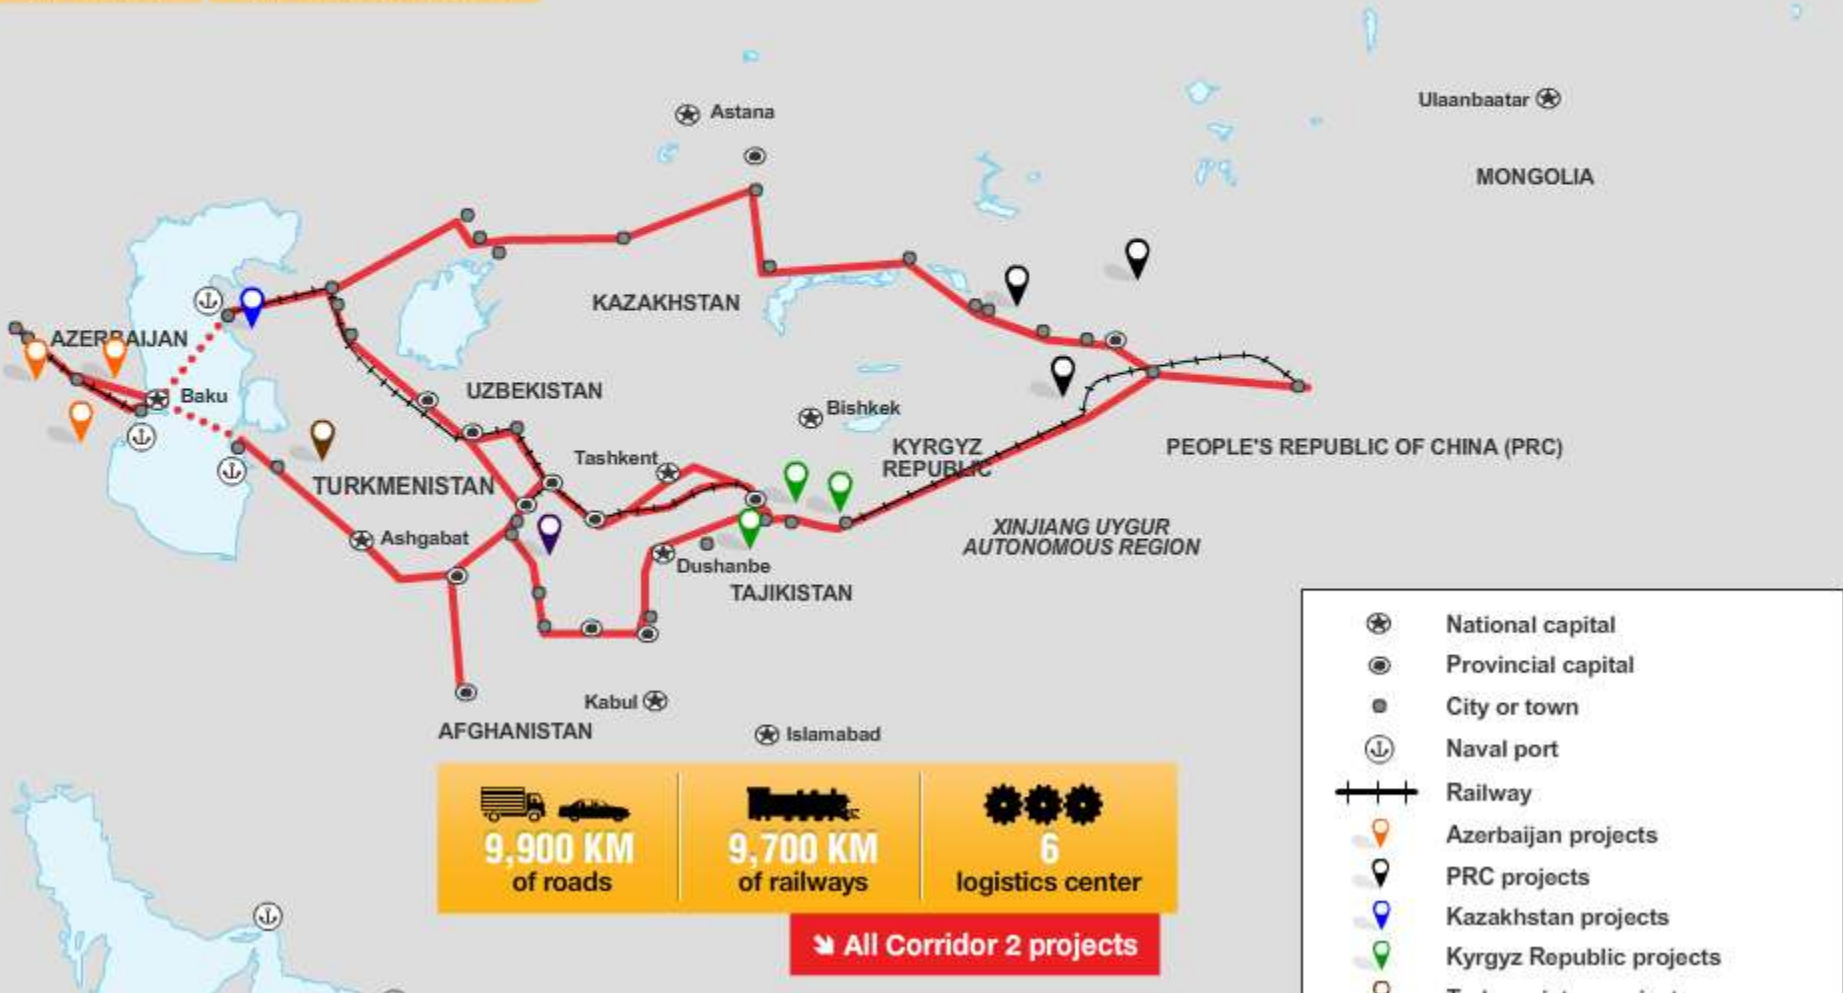 Astana
Ulaanbaatar
MONGOLIA
KAZAKHSTAN
AZERBAIJAN
Baku
UZBEKISTAN
Bishkek
KYRGYZ
REPUBLIC
PEOPLE'S REPUBLIC OF CHINA (PRC)
Tashkent
TURKMENISTAN
XINJIANG UYGUR
AUTONOMOUS REGION
Ashgabat
Dushanbe
TAJIKISTAN
Kabul
AFGHANISTAN
Islamabad
9,900 KM
of roads
9,700 KM
of railways
6
logistics center
All Corridor 2 projects
National capital
Provincial capital
City or town
Naval port
Railway
Azerbaijan projects
PRC projects
Kazakhstan projects
Kyrgyz Republic projects